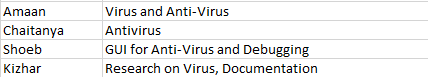 Amaan Virus and Anti-Virus
Chaitanya Antivirus
Shoeb GUI for Anti-Virus and Debugging
Kizhar Research on Virus, Documentation